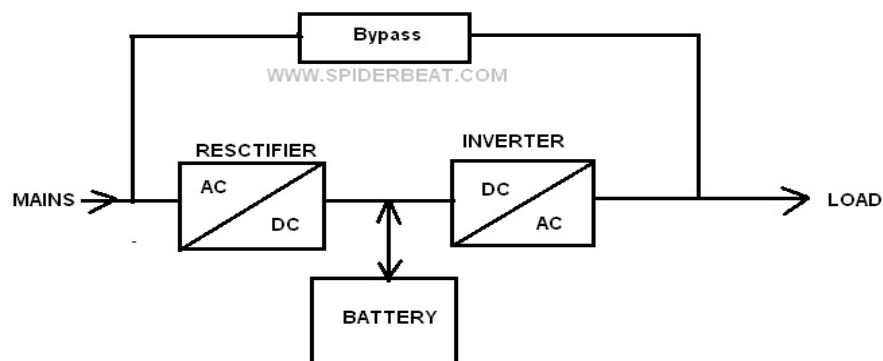 Bypass
WWW.SPIDERBEAT.COM
RESCTIFIER
INVERTER
AC
DC
DC
AC
MAINS
LOAD
BATTERY